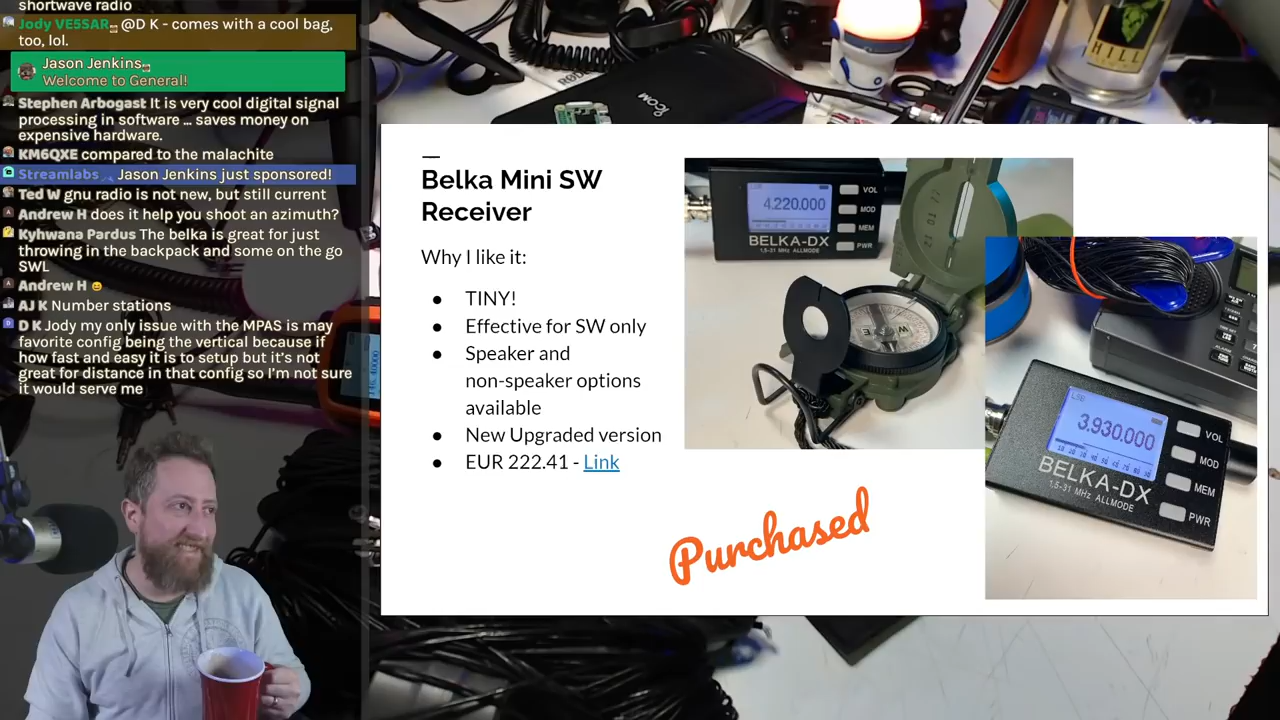 shortwave radio
Jody VE5SAR @D K - comes with a cool bag,
too, lol.
Jason Jenkins
Welcome to General!
Stephen Arbogast It is very cool digital signal
processing in software ... saves money on
expensive hardware.
KM6QXE compared to the malachite
Streamlabs Jason Jenkins just sponsored!
Ted W gnu radio is not new, but still current
Andrew H does it help you shoot an azimuth?
Kyhwana Pardus The belka is great for just
throwing in the backpack and some on the go
SWL
Andrew H
AJ K Number stations
D K Jody my only issue with the MPAS is may
favorite config being the vertical because if
how fast and easy it is to setup but it's not
great for distance in that config so I'm not sure
it would serve me
ICOM
HILL
Belka Mini SW
Receiver
Why I like it:
● TINY!
● Effective for SW only
● Speaker and
non-speaker options
available
● New Upgraded version
● EUR 222.41 - Link
Purchased
4.220.000
VOL
MOD
MEM
PWR
BELKA-DX
1,5-31 MHz ALLMODE
W
LSB
3.930.000
VOL
MOD
MEM
PWR
BELKA-DX
1,5-31 MHz ALLMODE